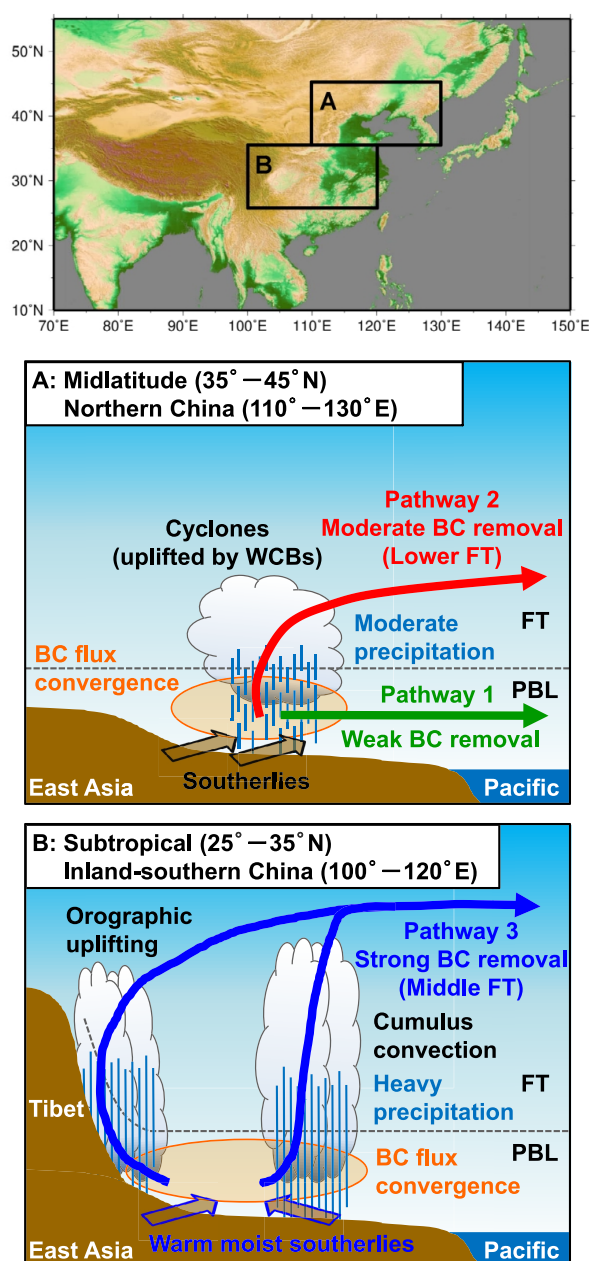 50°N
40°N
30°N
20°N
10°N
A
B
70°E 80°E 90°E 100°E 110°E 120°E 130°E 140°E 150°E
A: Midlatitude (35°－45°N)
Northern China (110°－130°E)
Pathway 2
Moderate BC removal
(Lower FT)
Cyclones
(uplifted by WCBs)
FT
Moderate
precipitation
BC flux
convergence
PBL
Pathway 1
Weak BC removal
Southerlies
East Asia
Pacific
B: Subtropical (25°－35°N)
Inland-southern China (100°－120°E)
Orographic
uplifting
Pathway 3
Strong BC removal
(Middle FT)
Cumulus
convection
Heavy
precipitation
FT
Tibet
PBL
BC flux
convergence
Warm moist southerlies
East Asia
Pacific